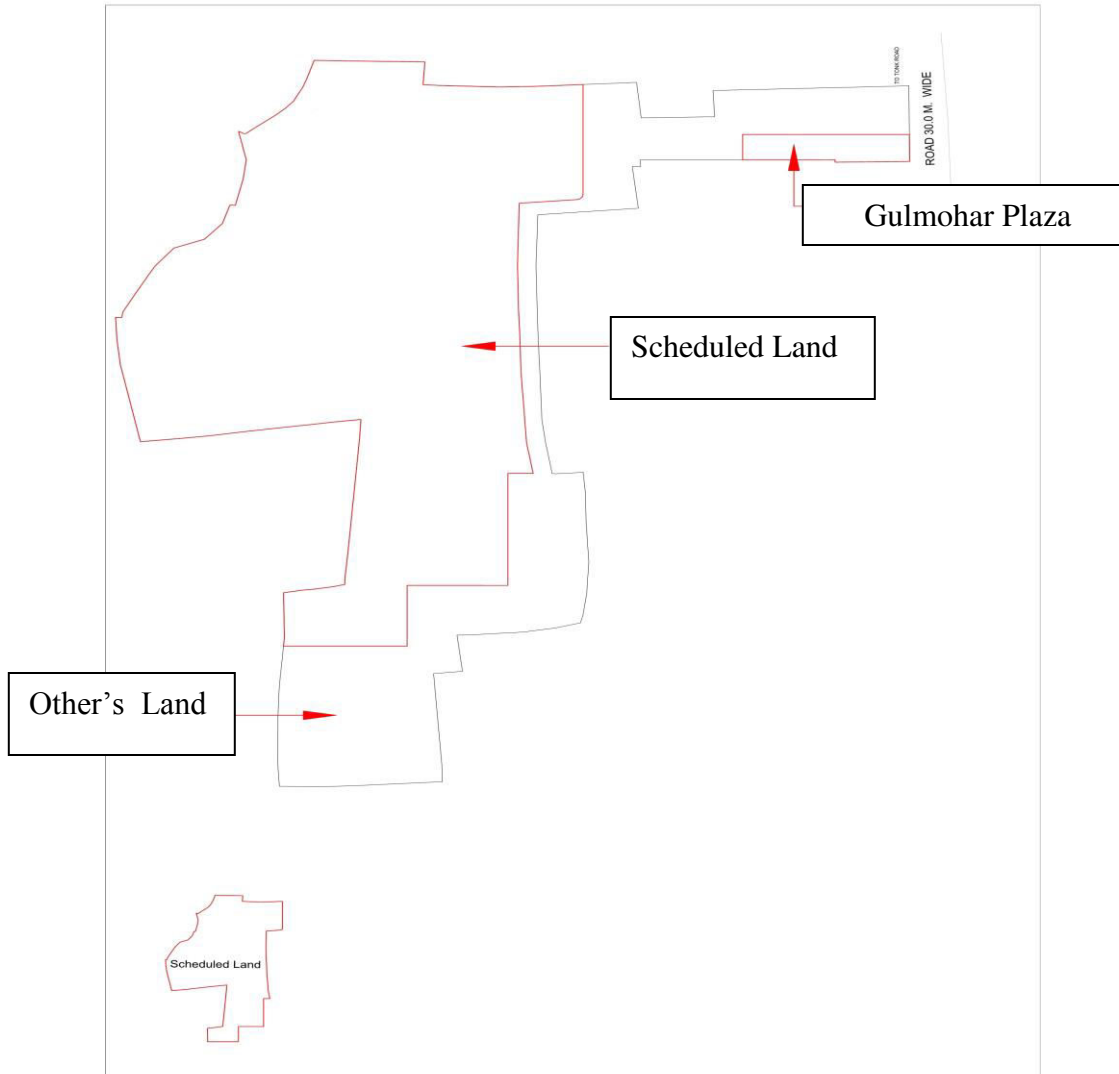 TO TONK ROAD
ROAD 30.0 M. WIDE
Gulmohar Plaza
Scheduled Land
Other’s Land
Scheduled Land